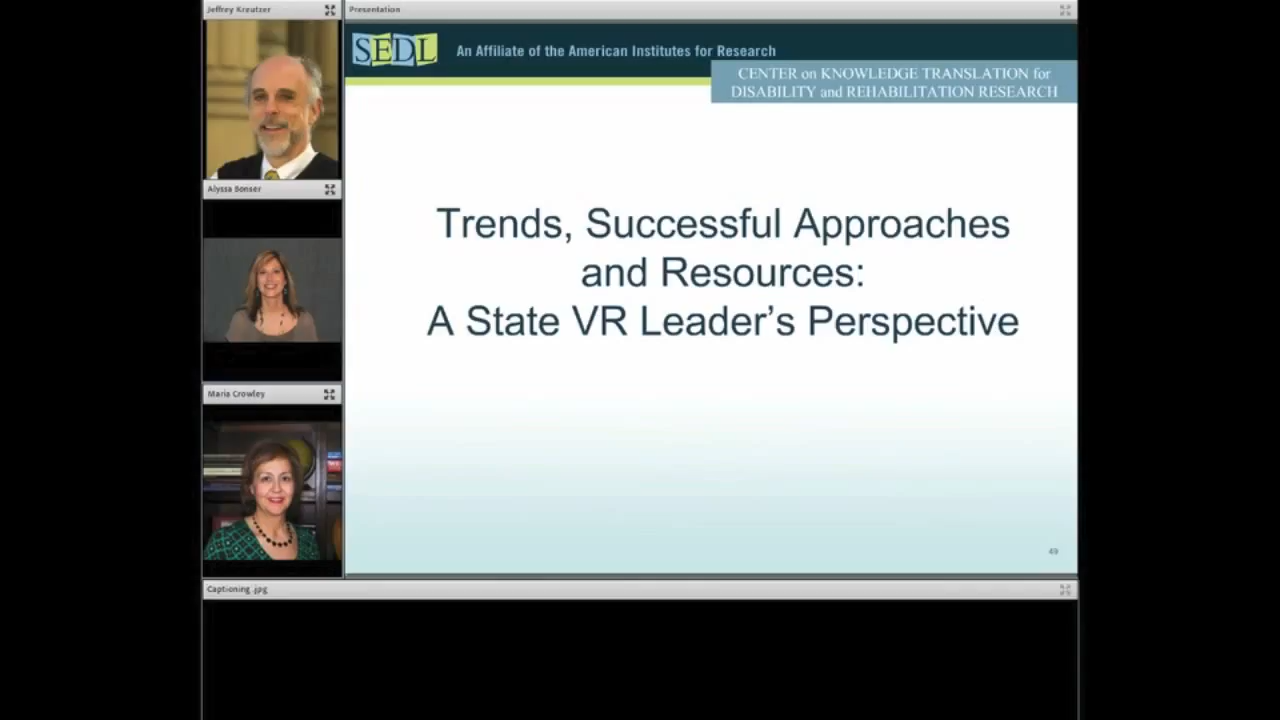 Jeffrey Kreutzer
Alyssa Bonser
Maria Crowley
Presentation
SEDL
An Affiliate of the American Institutes for Research
CENTER on KNOWLEDGE TRANSLATION for
DISABILITY and REHABILITATION RESEARCH
Trends, Successful Approaches
and Resources:
A State VR Leader's Perspective
49
Captioning .jpg